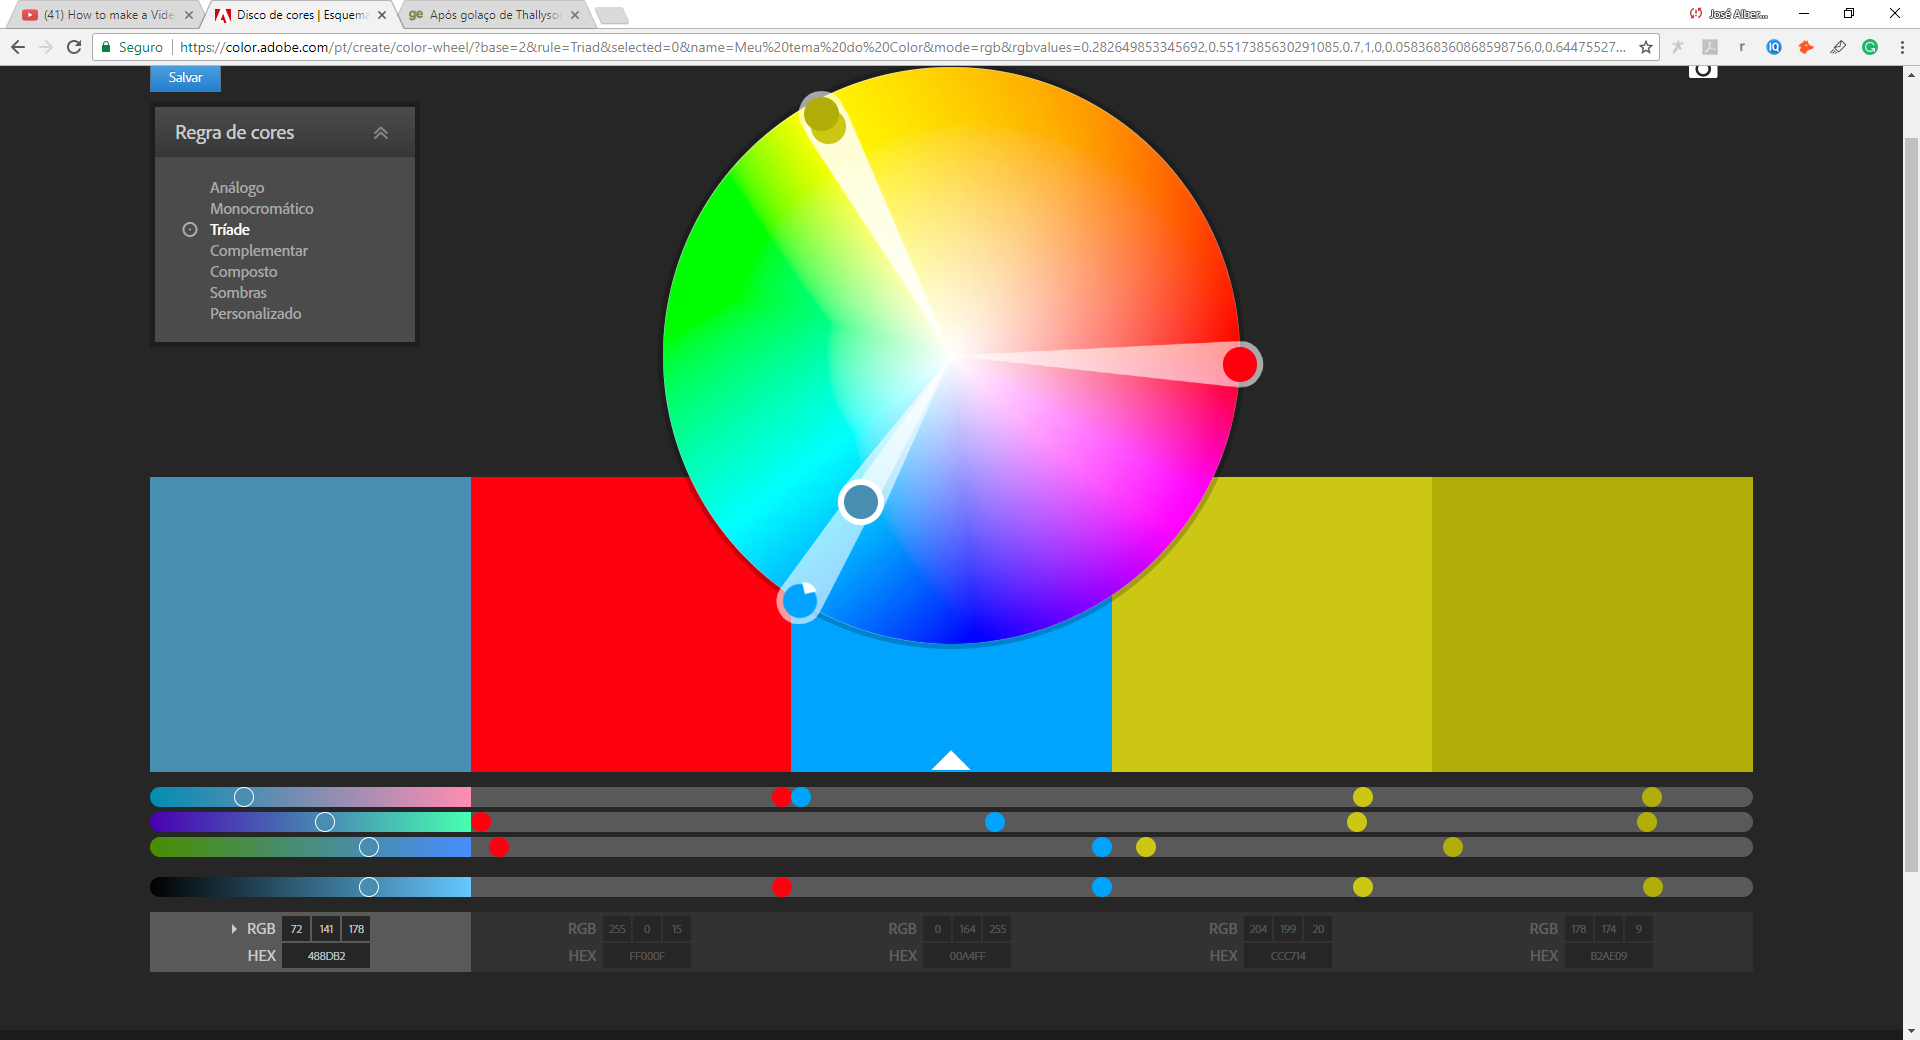 (41) How to make a Vide
Disco de cores | Esquema
Após golaço de Thallyso
José Alber...
Seguro
https://color.adobe.com/pt/create/color-wheel/?base=2&rule=Triad&selected=0&name=Meu%20tema%20do%20Color&mode=rgb&rgbvalues=0.282649853345692,0.5517385630291085,0.7,1,0,0.058368360868598756,0,0.64475527...
Salvar
Regra de cores
Análogo
Monocromático
Tríade
Complementar
Composto
Sombras
Personalizado
RGB 72 141 178
HEX 488DB2
RGB 255 0 15
HEX FF000F
RGB 0 164 255
HEX 00A4FF
RGB 204 199 20
HEX CCC714
RGB 178 174 9
HEX B2AE09